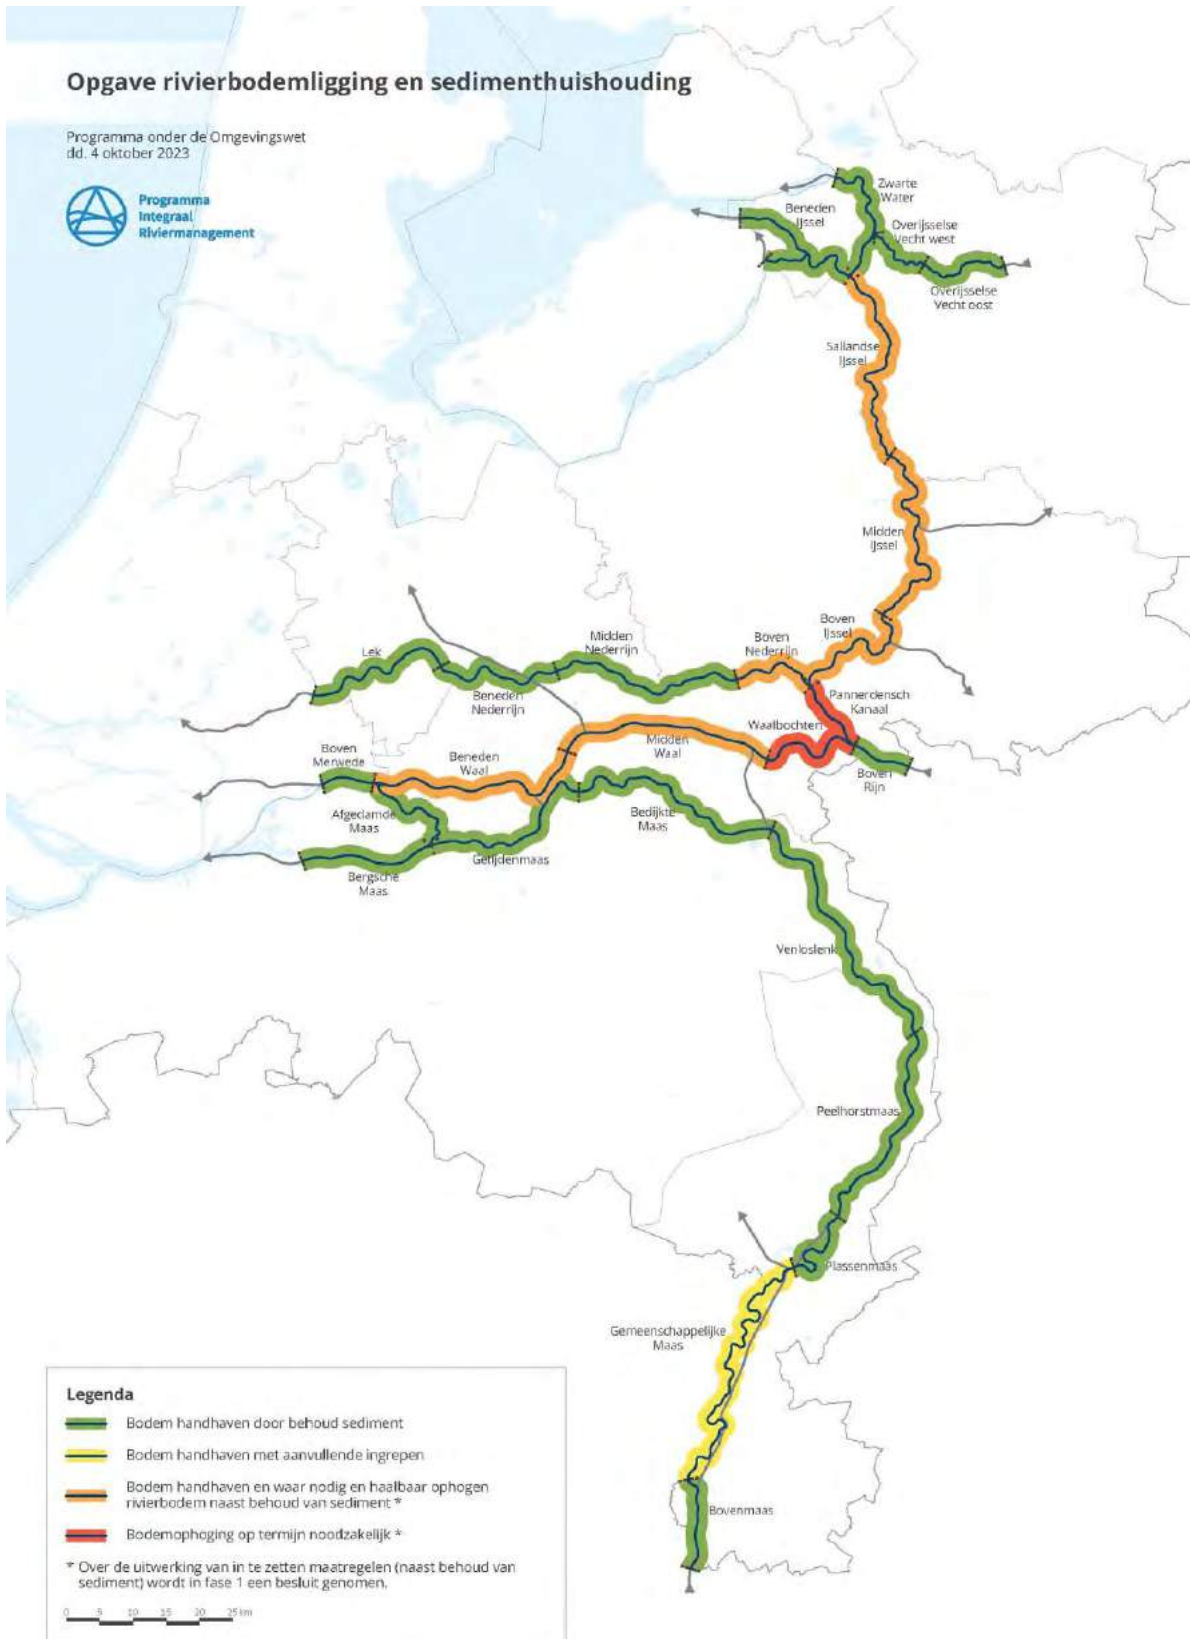 Opgave rivierbodemligging en sedimenthuishouding
Programma onder de Omgevingswet
dd. 4 oktober 2023
Programma
Integraal
Riviermanagement
Zwarte
Water
Beneden
IJssel
Overijsselse
Vecht west
Overijsselse
Vecht oost
Sallandse
IJssel
Midden
IJssel
Boven
IJssel
Midden
Nederrijn
Boven
Nederrijn
Lek
Beneden
Nederrijn
Pannerdensch
Kanaal
Waalbochten
Midden
Waal
Boven
Merwede
Beneden
Waal
Boven
Rijn
Afgedamde
Maas
Bedijkte
Maas
Getijdenmaas
Bergsche
Maas
Venloslenk
Peelhorstmaas
Plassenmaas
Gemeenschappelijke
Maas
Bovenmaas
Legenda
Bodem handhaven door behoud sediment
Bodem handhaven met aanvullende ingrepen
Bodem handhaven en waar nodig en haalbaar ophogen
rivierbodem naast behoud van sediment *
Bodemophoging op termijn noodzakelijk *
* Over de uitwerking van in te zetten maatregelen (naast behoud van
sediment) wordt in fase 1 een besluit genomen.
0 5 10 15 20 25 km